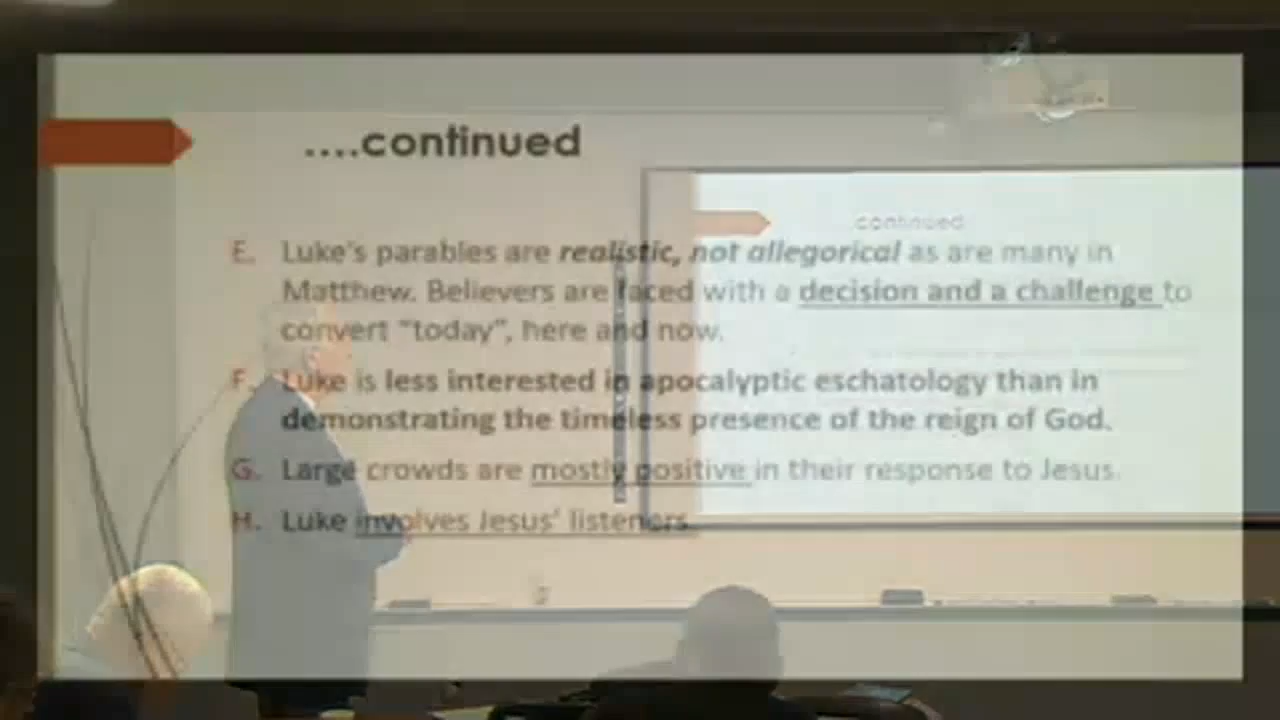 ....continued
continued
E. Luke's parables are realistic, not allegorical as are many in
Matthew. Believers are faced with a decision and a challenge to
convert “today”, here and now.
F. Luke is less interested in apocalyptic eschatology than in
demonstrating the timeless presence of the reign of God.
G. Large crowds are mostly positive in their response to Jesus.
H. Luke involves Jesus' listeners.